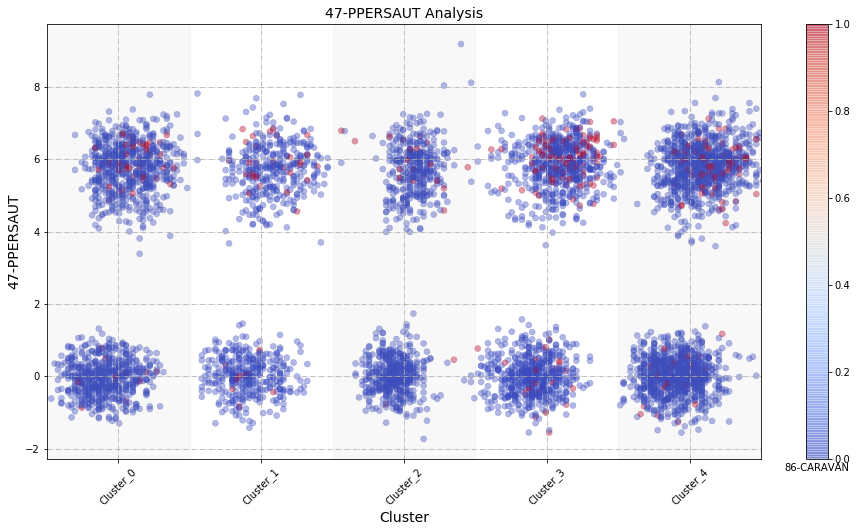 47-PPERSAUT Analysis
47-PPERSAUT
8
6
4
2
0
−2
Cluster_0
Cluster_1
Cluster_2
Cluster_3
Cluster_4
Cluster
1.0
0.8
0.6
0.4
0.2
0.0
86-CARAVAN